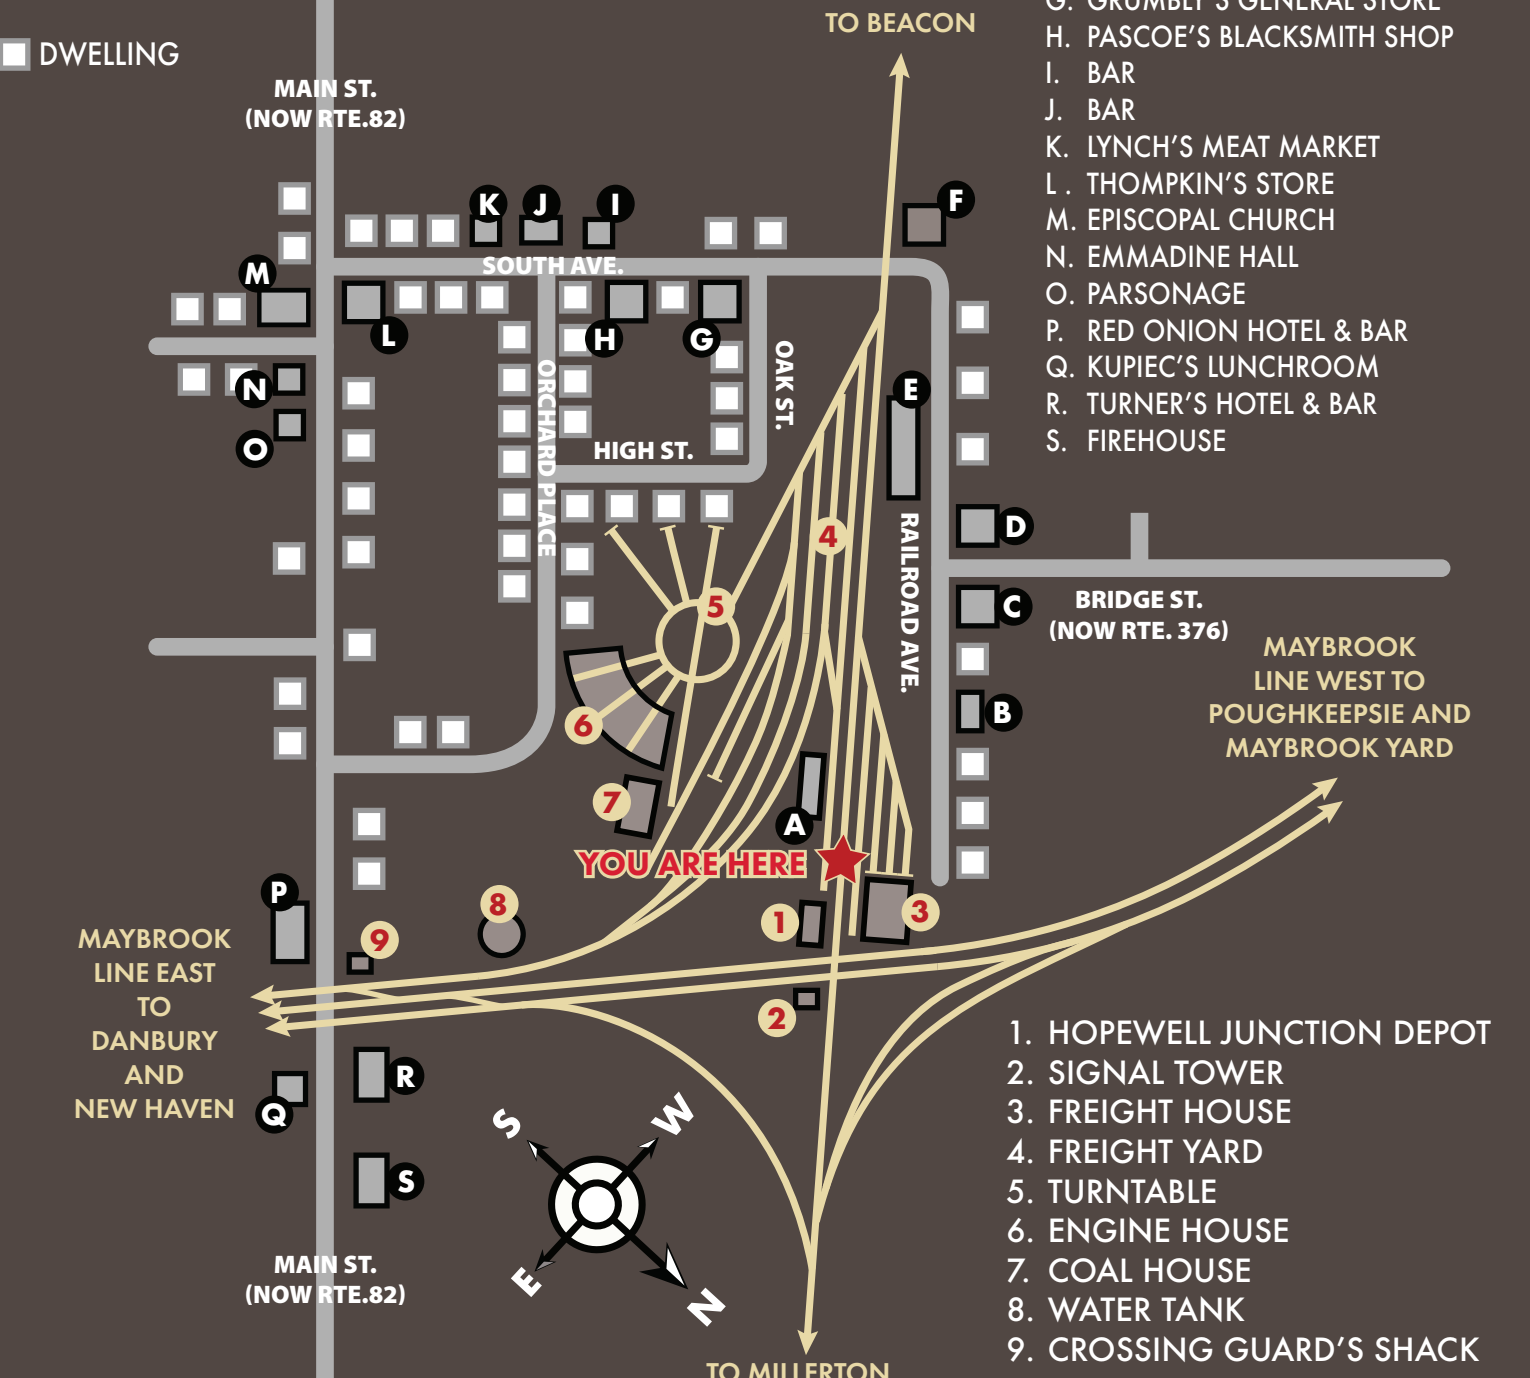 G. GRUMBLY'S GENERAL STORE
H. PASCOE'S BLACKSMITH SHOP
I. BAR
J. BAR
K. LYNCH'S MEAT MARKET
L . THOMPKIN'S STORE
M. EPISCOPAL CHURCH
N. EMMADINE HALL
O. PARSONAGE
P. RED ONION HOTEL & BAR
Q. KUPIEC'S LUNCHROOM
R. TURNER'S HOTEL & BAR
S. FIREHOUSE
DWELLING
MAIN ST.
(NOW RTE.82)
TO BEACON
K
J
I
F
SOUTH AVE.
M
L
H
G
N
O
ORCHARD PLACE
OAK ST.
HIGH ST.
E
4
RAILROAD AVE.
D
C
BRIDGE ST.
(NOW RTE. 376)
5
6
7
B
MAYBROOK
LINE WEST TO
POUGHKEEPSIE AND
MAYBROOK YARD
A
YOU ARE HERE
P
9
8
1
3
2
MAYBROOK
LINE EAST
TO
DANBURY
AND
NEW HAVEN
Q
R
S
S
W
E
N
MAIN ST.
(NOW RTE.82)
TO MILLERTON
1. HOPEWELL JUNCTION DEPOT
2. SIGNAL TOWER
3. FREIGHT HOUSE
4. FREIGHT YARD
5. TURNTABLE
6. ENGINE HOUSE
7. COAL HOUSE
8. WATER TANK
9. CROSSING GUARD'S SHACK